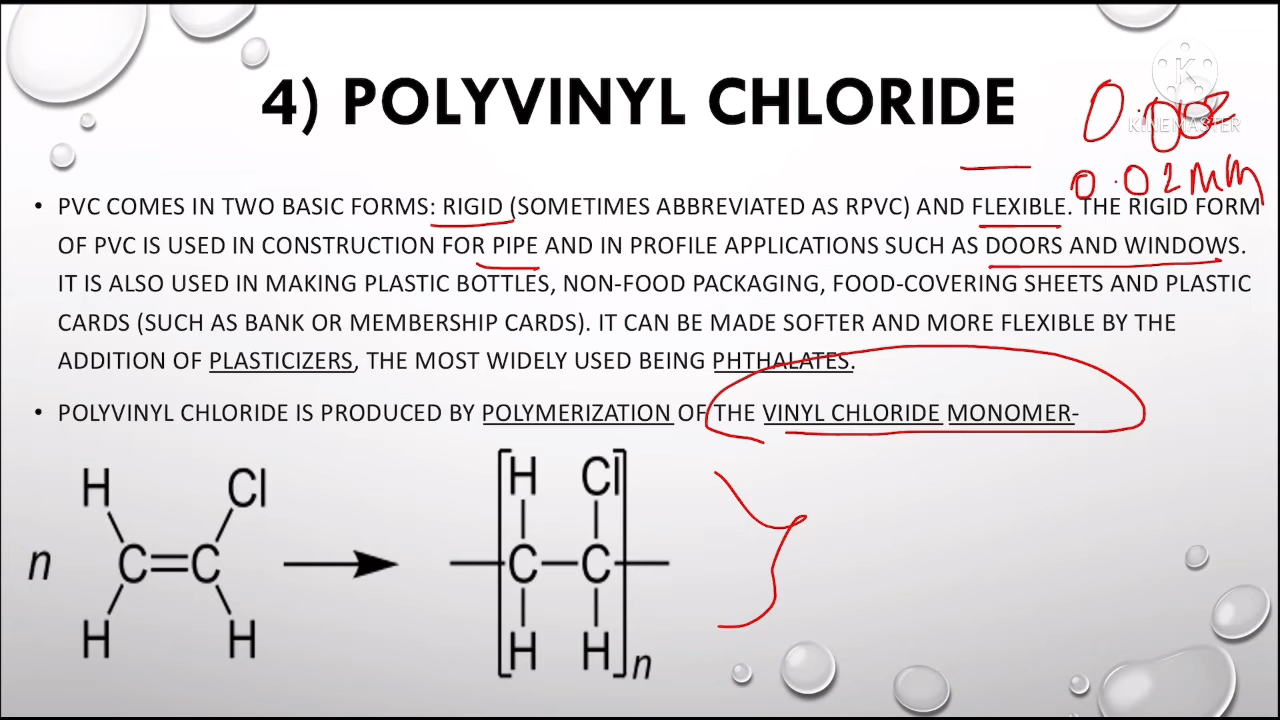 4) POLYVINYL CHLORIDE
KINEMASTER
0.02MM
• PVC COMES IN TWO BASIC FORMS: RIGID (SOMETIMES ABBREVIATED AS RPVC) AND FLEXIBLE. THE RIGID FORM
OF PVC IS USED IN CONSTRUCTION FOR PIPE AND IN PROFILE APPLICATIONS SUCH AS DOORS AND WINDOWS.
IT IS ALSO USED IN MAKING PLASTIC BOTTLES, NON-FOOD PACKAGING, FOOD-COVERING SHEETS AND PLASTIC
CARDS (SUCH AS BANK OR MEMBERSHIP CARDS). IT CAN BE MADE SOFTER AND MORE FLEXIBLE BY THE
ADDITION OF PLASTICIZERS, THE MOST WIDELY USED BEING PHTHALATES.
• POLYVINYL CHLORIDE IS PRODUCED BY POLYMERIZATION OF THE VINYL CHLORIDE MONOMER-
H Cl H Cl
n C=C C-C
H H H H n